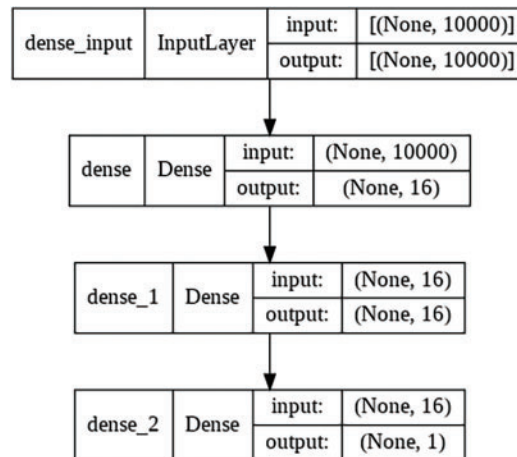 dense_input InputLayer input: [(None, 10000)]
output: [(None, 10000)]
dense Dense input: (None, 10000)
output: (None, 16)
dense_1 Dense input: (None, 16)
output: (None, 16)
dense_2 Dense input: (None, 16)
output: (None, 1)